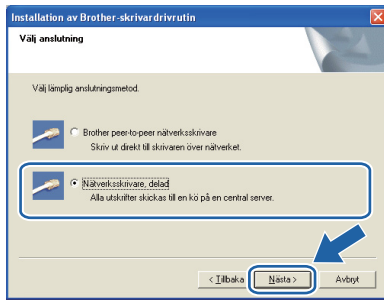 Installation av Brother-skrivardrivrutin
Välj anslutning
Välj lämplig anslutningsmetod.
Brother peer-to-peer nätverksskrivare
Skriv ut direkt till skrivaren över nätverket.
Nätverksskrivare, delad
Alla utskrifter skickas till en kö på en central server.
< Tillbaka Nästa > Avbryt